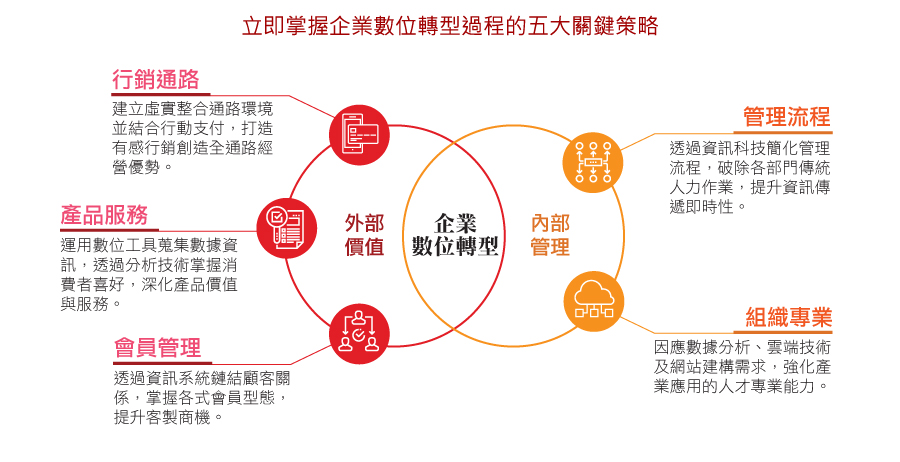 立即掌握企業數位轉型過程的五大關鍵策略
行銷通路
建立虛實整合通路環境
並結合行動支付，打造
有感行銷創造全通路經
營優勢。
產品服務
運用數位工具蒐集數據資
訊，透過分析技術掌握消
費者喜好，深化產品價值
與服務。
會員管理
透過資訊系統鏈結顧客關
係，掌握各式會員型態，
提升客製商機。
外部
價值
企業
數位轉型
內部
管理
管理流程
透過資訊科技簡化管理
流程，破除各部門傳統
人力作業，提升資訊傳
遞即時性。
組織專業
因應數據分析、雲端技術
及網站建構需求，強化產
業應用的人才專業能力。